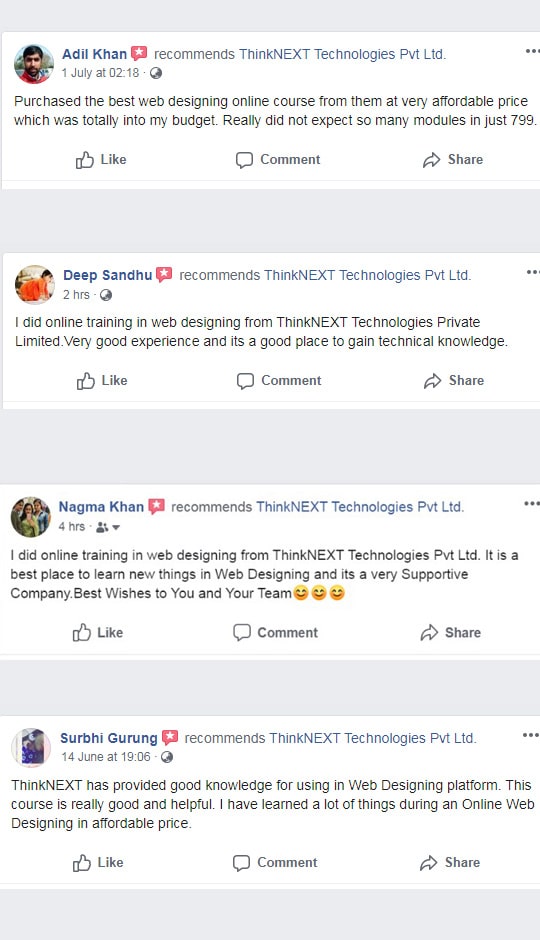 Adil Khan recommends ThinkNEXT Technologies Pvt Ltd.
1 July at 02:18 ·
Purchased the best web designing online course from them at very affordable price
which was totally into my budget. Really did not expect so many modules in just 799.
Like Comment Share
Deep Sandhu recommends ThinkNEXT Technologies Pvt Ltd.
2 hrs ·
I did online training in web designing from ThinkNEXT Technologies Private
Limited.Very good experience and its a good place to gain technical knowledge.
Like Comment Share
Nagma Khan recommends ThinkNEXT Technologies Pvt Ltd.
4 hrs ·
I did online training in web designing from ThinkNEXT Technologies Pvt Ltd. It is a
best place to learn new things in Web Designing and its a very Supportive
Company.Best Wishes to You and Your Team😊😊😊
Like Comment Share
Surbhi Gurung recommends ThinkNEXT Technologies Pvt Ltd.
14 June at 19:06 ·
ThinkNEXT has provided good knowledge for using in Web Designing platform. This
course is really good and helpful. I have learned a lot of things during an Online Web
Designing in affordable price.
Like Comment Share